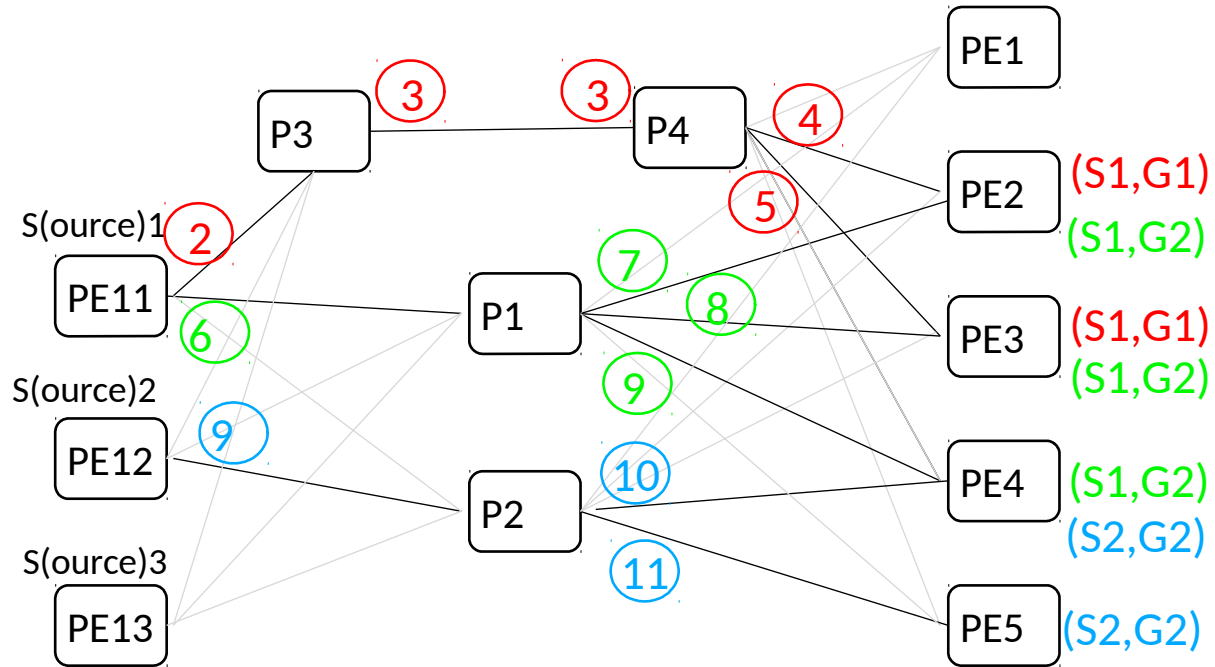 PE1
3
3
4
P3
P4
(S1,G1)
PE2
5
S(ource)1
2
(S1,G2)
7
PE11
8
P1
6
(S1,G1)
PE3
(S1,G2)
9
S(ource)2
9
PE12
10
PE4
(S1,G2)
P2
(S2,G2)
S(ource)3
11
PE13
PE5
(S2,G2)